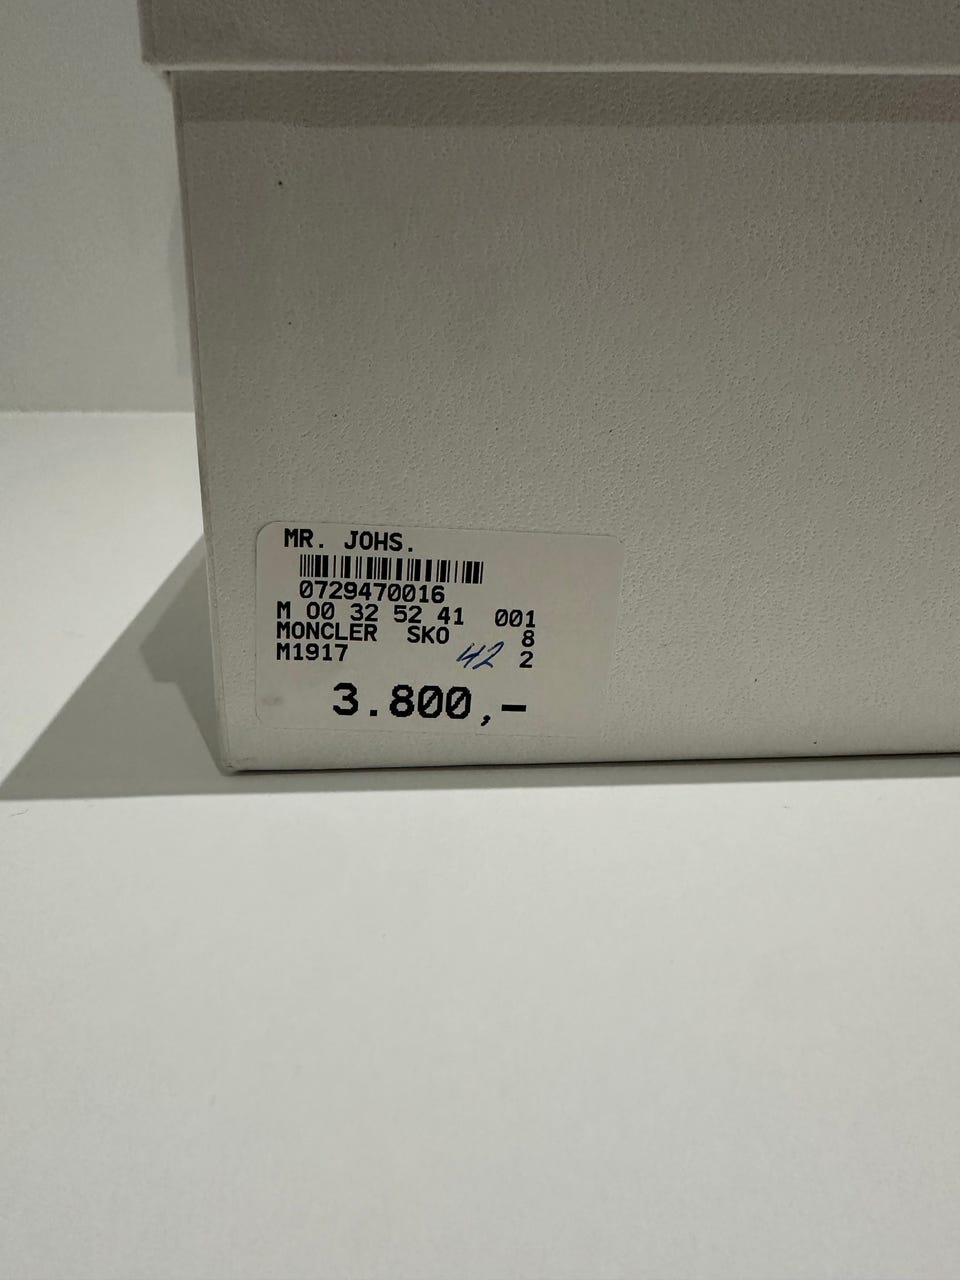 MR. JOHS.
0729470016
M 00 32 52 41 001
MONCLER SKO 8
M1917 42 2
3.800,-